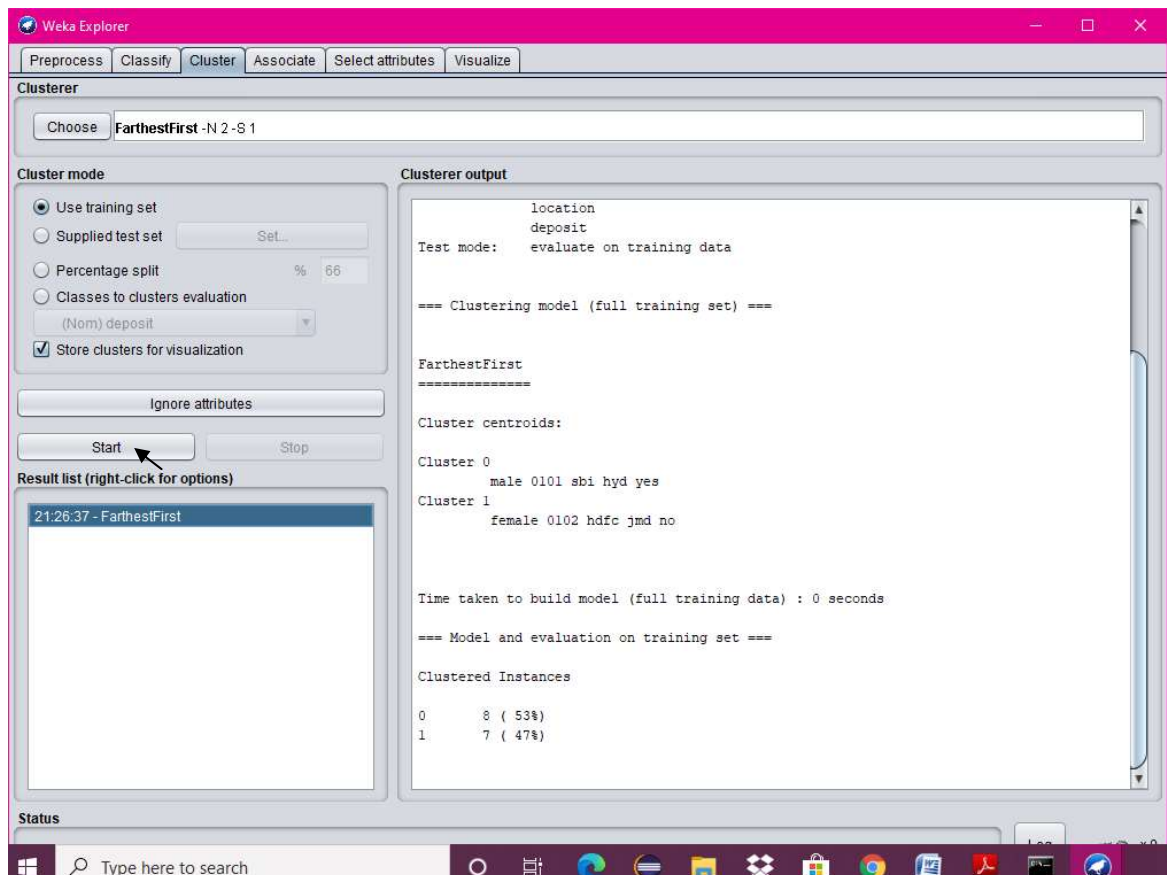 Weka Explorer
Preprocess Classify Cluster Associate Select attributes Visualize
Clusterer
Choose FarthestFirst -N 2 -S 1
Cluster mode
Use training set
Supplied test set Set...
Percentage split % 66
Classes to clusters evaluation
(Nom) deposit
Store clusters for visualization
Ignore attributes
Start Stop
Result list (right-click for options)
21:26:37 - FarthestFirst
Clusterer output
location
deposit
Test mode: evaluate on training data
=== Clustering model (full training set) ===
FarthestFirst
==============
Cluster centroids:
Cluster 0
male 0101 sbi hyd yes
Cluster 1
female 0102 hdfc jmd no
Time taken to build model (full training data) : 0 seconds
=== Model and evaluation on training set ===
Clustered Instances
0 8 ( 53%)
1 7 ( 47%)
Status
Log
Type here to search